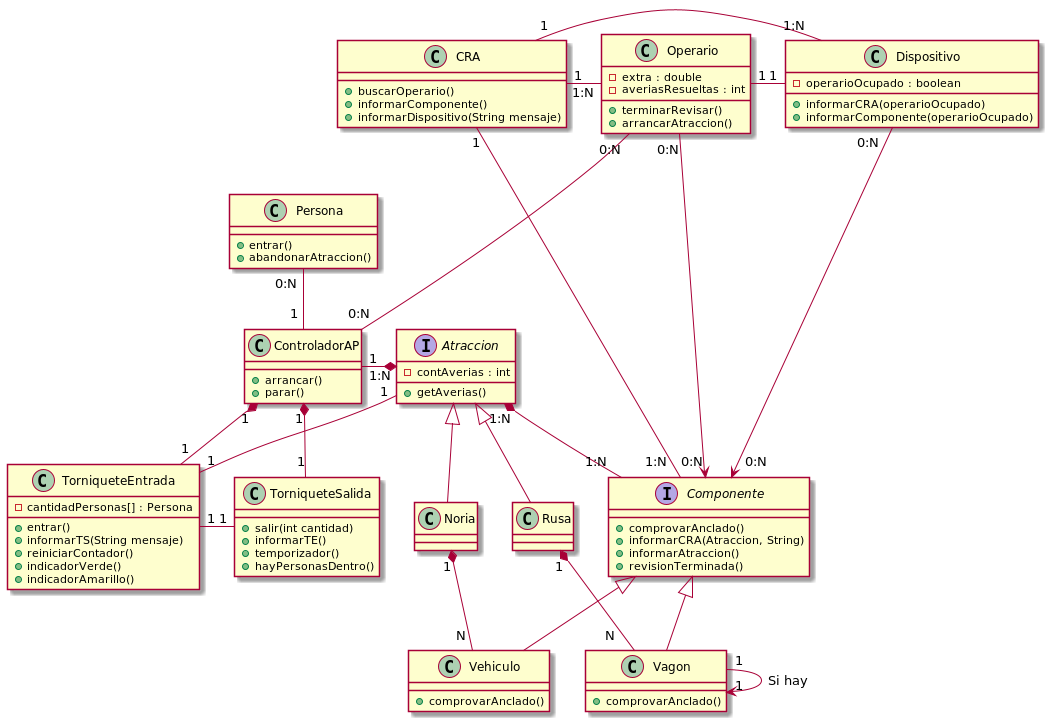 1
1:N
C CRA
buscarOperario()
informarComponente()
informarDispositivo(String mensaje)
1
1:N
C Operario
extra : double
averiasResueltas : int
terminarRevisar()
arrancarAtraccion()
1 1
C Dispositivo
operarioOcupado : boolean
informarCRA(operarioOcupado)
informarComponente(operarioOcupado)
1
0:N
0:N
0:N
C Persona
entrar()
abandonarAtraccion()
0:N
1
0:N
C ControladorAP
arrancar()
parar()
1
1:N
I Atraccion
contAverias : int
getAverias()
1
1
1
1:N
1
1
1
1:N
1:N
0:N
0:N
C TorniqueteEntrada
cantidadPersonas[] : Persona
entrar()
informarTS(String mensaje)
reiniciarContador()
indicadorVerde()
indicadorAmarillo()
1 1
C TorniqueteSalida
salir(int cantidad)
informarTE()
temporizador()
hayPersonasDentro()
C Noria
C Rusa
I Componente
comprovarAnclado()
informarCRA(Atraccion, String)
informarAtraccion()
revisionTerminada()
1
1
N
N
C Vehiculo
comprovarAnclado()
C Vagon
comprovarAnclado()
1
1
Si hay